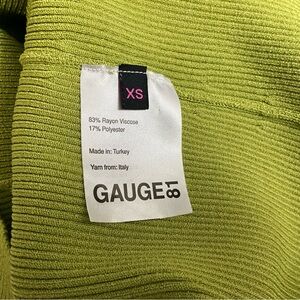 XS
83% Rayon Viscose
17% Polyester
Made in: Turkey
Yarn from: Italy
GAUGE81